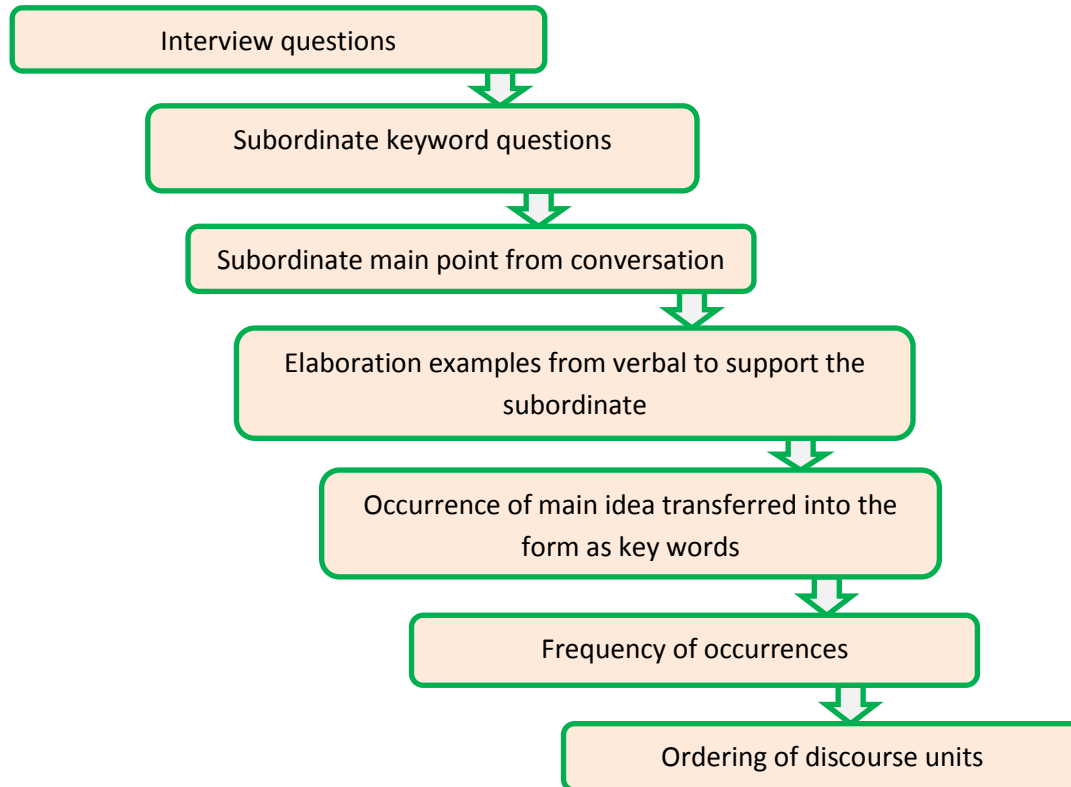 Interview questions
Subordinate keyword questions
Subordinate main point from conversation
Elaboration examples from verbal to support the
subordinate
Occurrence of main idea transferred into the
form as key words
Frequency of occurrences
Ordering of discourse units